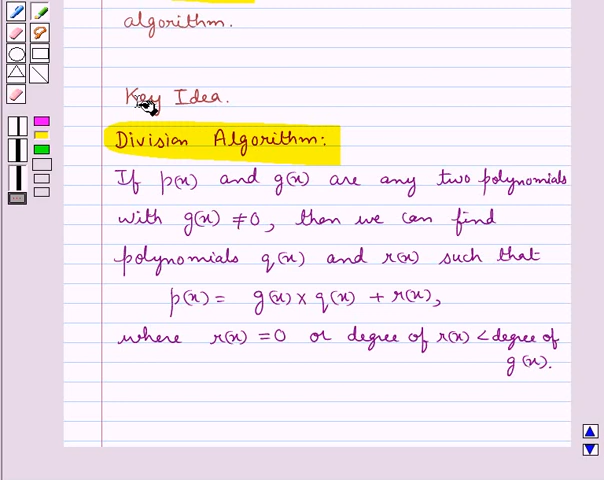 algorithm.
Key Idea.
Division Algorithm:
If p(x) and g(x) are any two polynomials
with g(x) ≠ 0, then we can find
polynomials q(x) and r(x) such that
p(x) = g(x) × q(x) + r(x),
where r(x) = 0 or degree of r(x) < degree of
g(x).